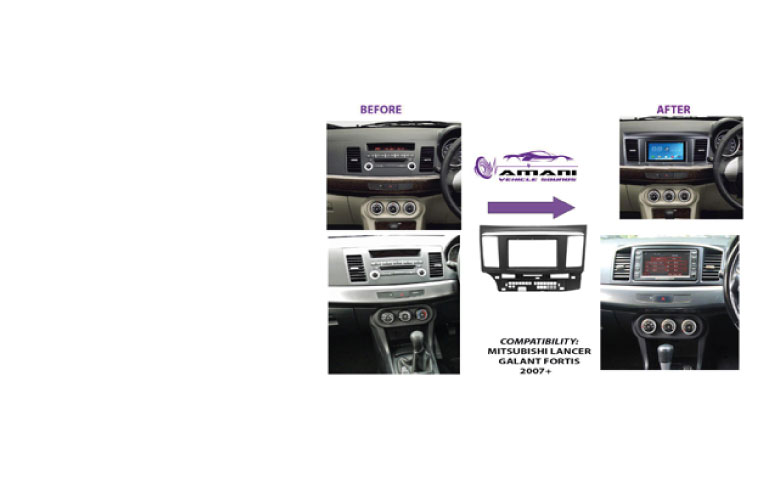 BEFORE
AFTER
AMANI
VEHICLE SOUNDS
COMPATIBILITY:
MITSUBISHI LANCER
GALANT FORTIS
2007+